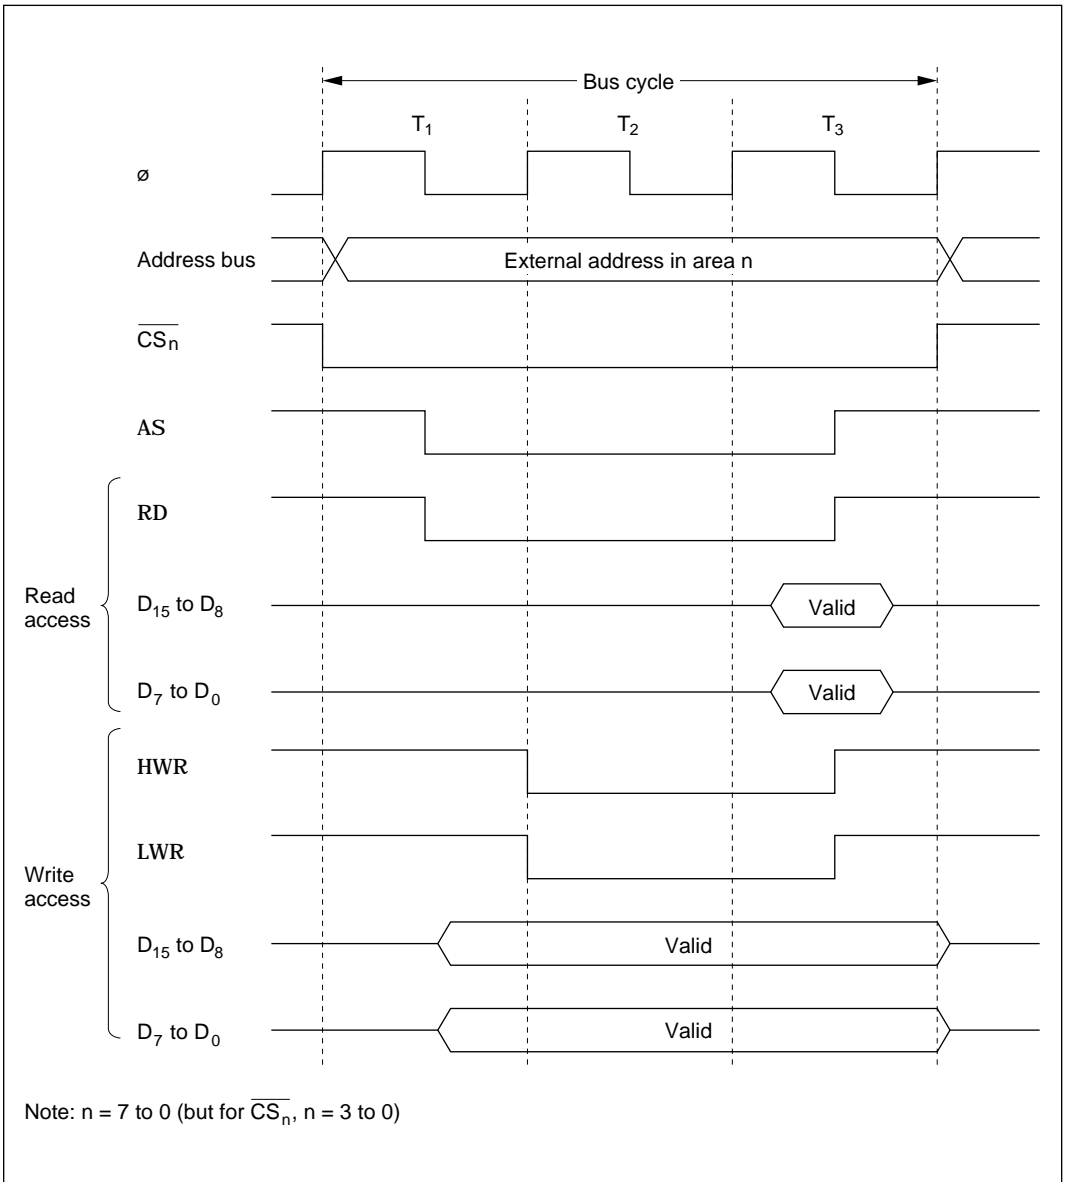 Bus cycle
T1 T2 T3
ø
Address bus External address in area n
CSn
AS
RD
Read access
D15 to D8 Valid
D7 to D0 Valid
HWR
LWR
Write access
D15 to D8 Valid
D7 to D0 Valid
Note: n = 7 to 0 (but for CSn, n = 3 to 0)